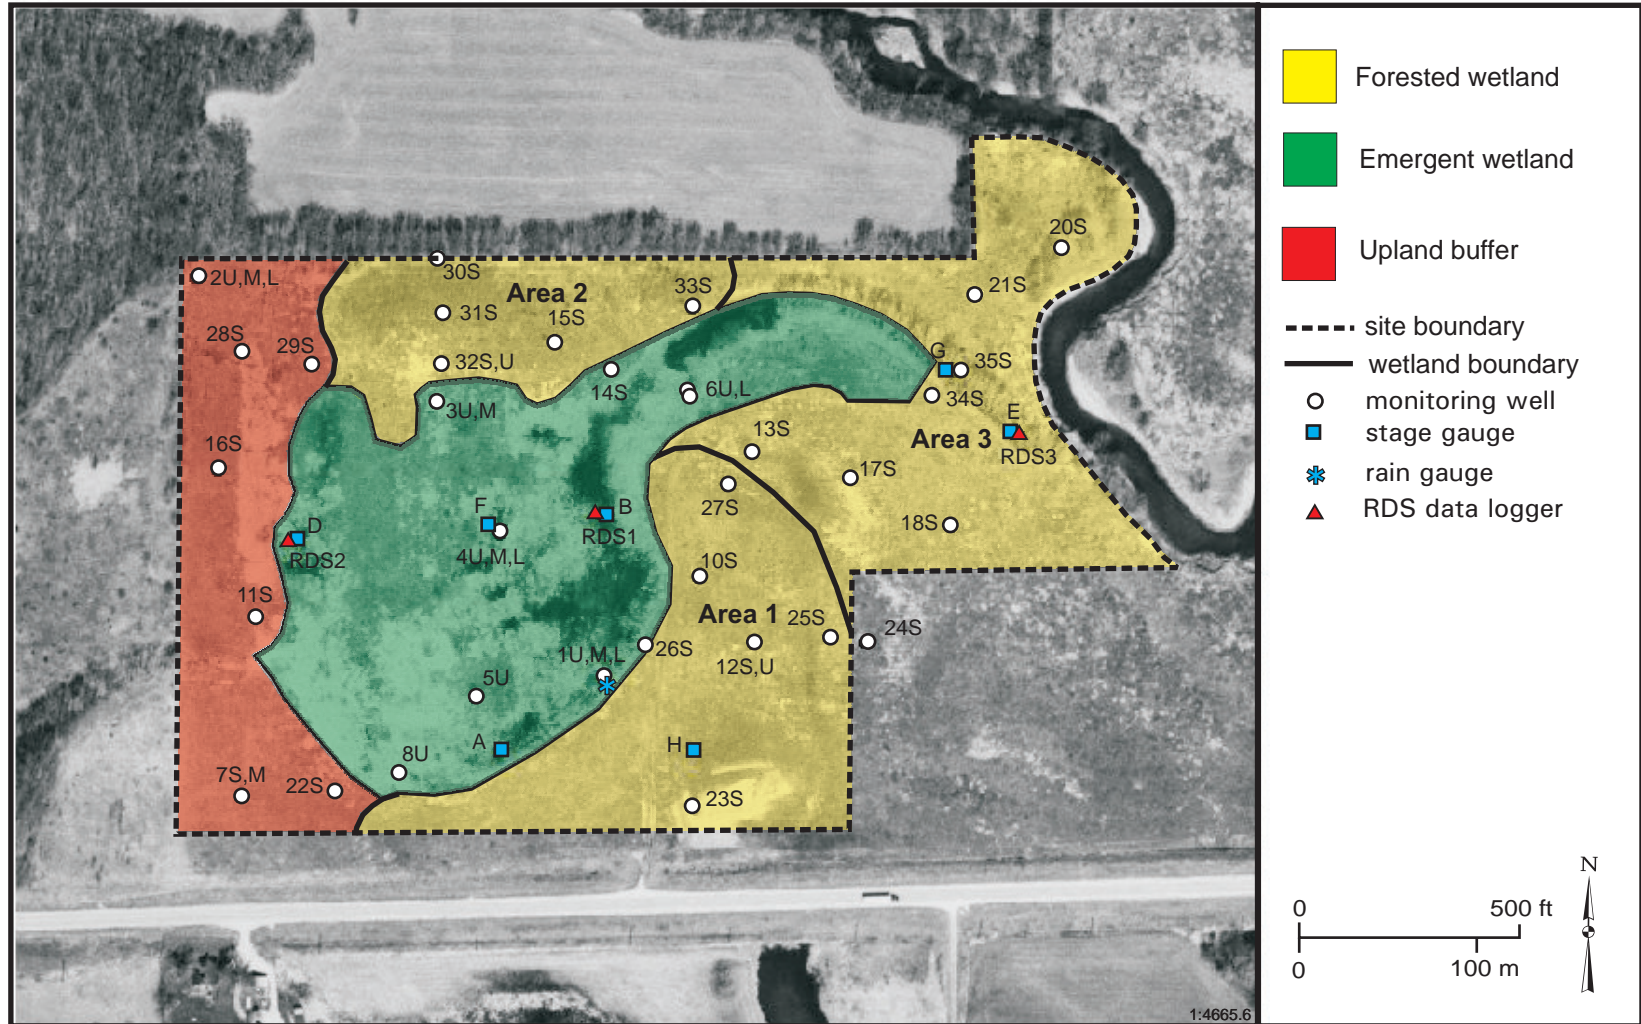 20S
2U,M,L
30S
21S
Area 2
33S
31S
15S
28S
29S
32S,U
G
35S
14S
6U,L
34S
3U,M
E
13S
Area 3
RDS3
16S
17S
27S
F
B
18S
D
RDS1
RDS2
4U,M,L
10S
11S
Area 1
25S
24S
26S
1U,M,L
12S,U
5U
A
H
8U
7S,M
22S
23S
1:4665.6
Forested wetland
Emergent wetland
Upland buffer
site boundary
wetland boundary
monitoring well
stage gauge
rain gauge
RDS data logger
N
0
500 ft
0
100 m